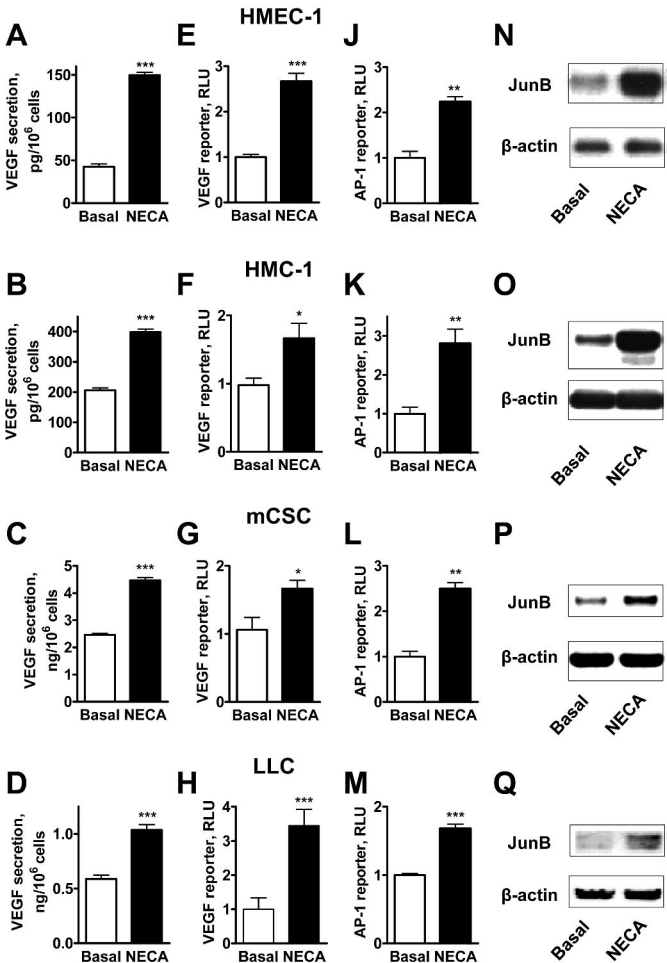 HMEC-1
A
E
J
N
VEGF secretion,
pg/10⁶ cells
150
100
50
0
***
Basal NECA
VEGF reporter, RLU
3
2
1
0
***
Basal NECA
AP-1 reporter, RLU
3
2
1
0
**
Basal NECA
JunB
β-actin
Basal
NECA
HMC-1
B
F
K
O
VEGF secretion,
pg/10⁶ cells
400
300
200
100
0
***
Basal NECA
VEGF reporter, RLU
2
1
0
*
Basal NECA
AP-1 reporter, RLU
3
2
1
0
**
Basal NECA
JunB
β-actin
Basal
NECA
mCSC
C
G
L
P
VEGF secretion,
ng/10⁶ cells
5
4
3
2
1
0
***
Basal NECA
VEGF reporter, RLU
2
1
0
*
Basal NECA
AP-1 reporter, RLU
3
2
1
0
**
Basal NECA
JunB
β-actin
Basal
NECA
LLC
D
H
M
Q
VEGF secretion,
ng/10⁶ cells
1.0
0.5
0.0
***
Basal NECA
VEGF reporter, RLU
4
3
2
1
0
***
Basal NECA
AP-1 reporter, RLU
2
1
0
***
Basal NECA
JunB
β-actin
Basal
NECA